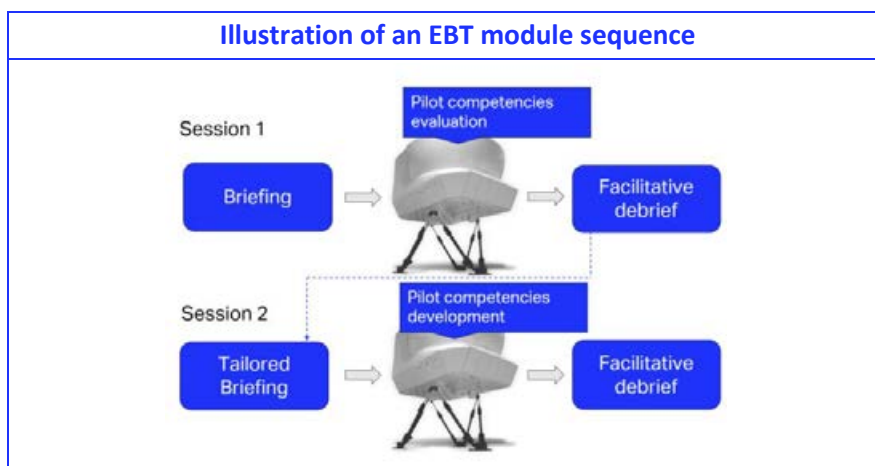 Illustration of an EBT module sequence
Pilot competencies
evaluation
Session 1
Briefing
Facilitative
debrief
Pilot competencies
development
Session 2
Tailored
Briefing
Facilitative
debrief